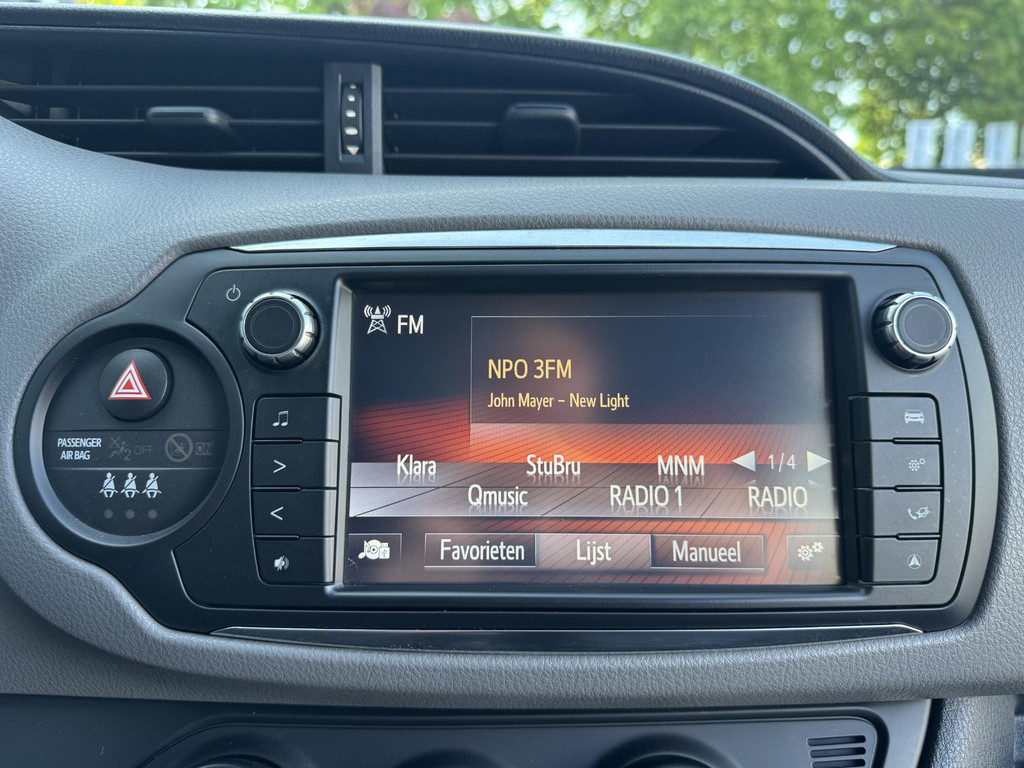 FM
NPO 3FM
John Mayer – New Light
Klara StuBru MNM 1/4
Qmusic RADIO 1 RADIO
Favorieten Lijst Manueel
PASSENGER
AIR BAG
2 OFF ON